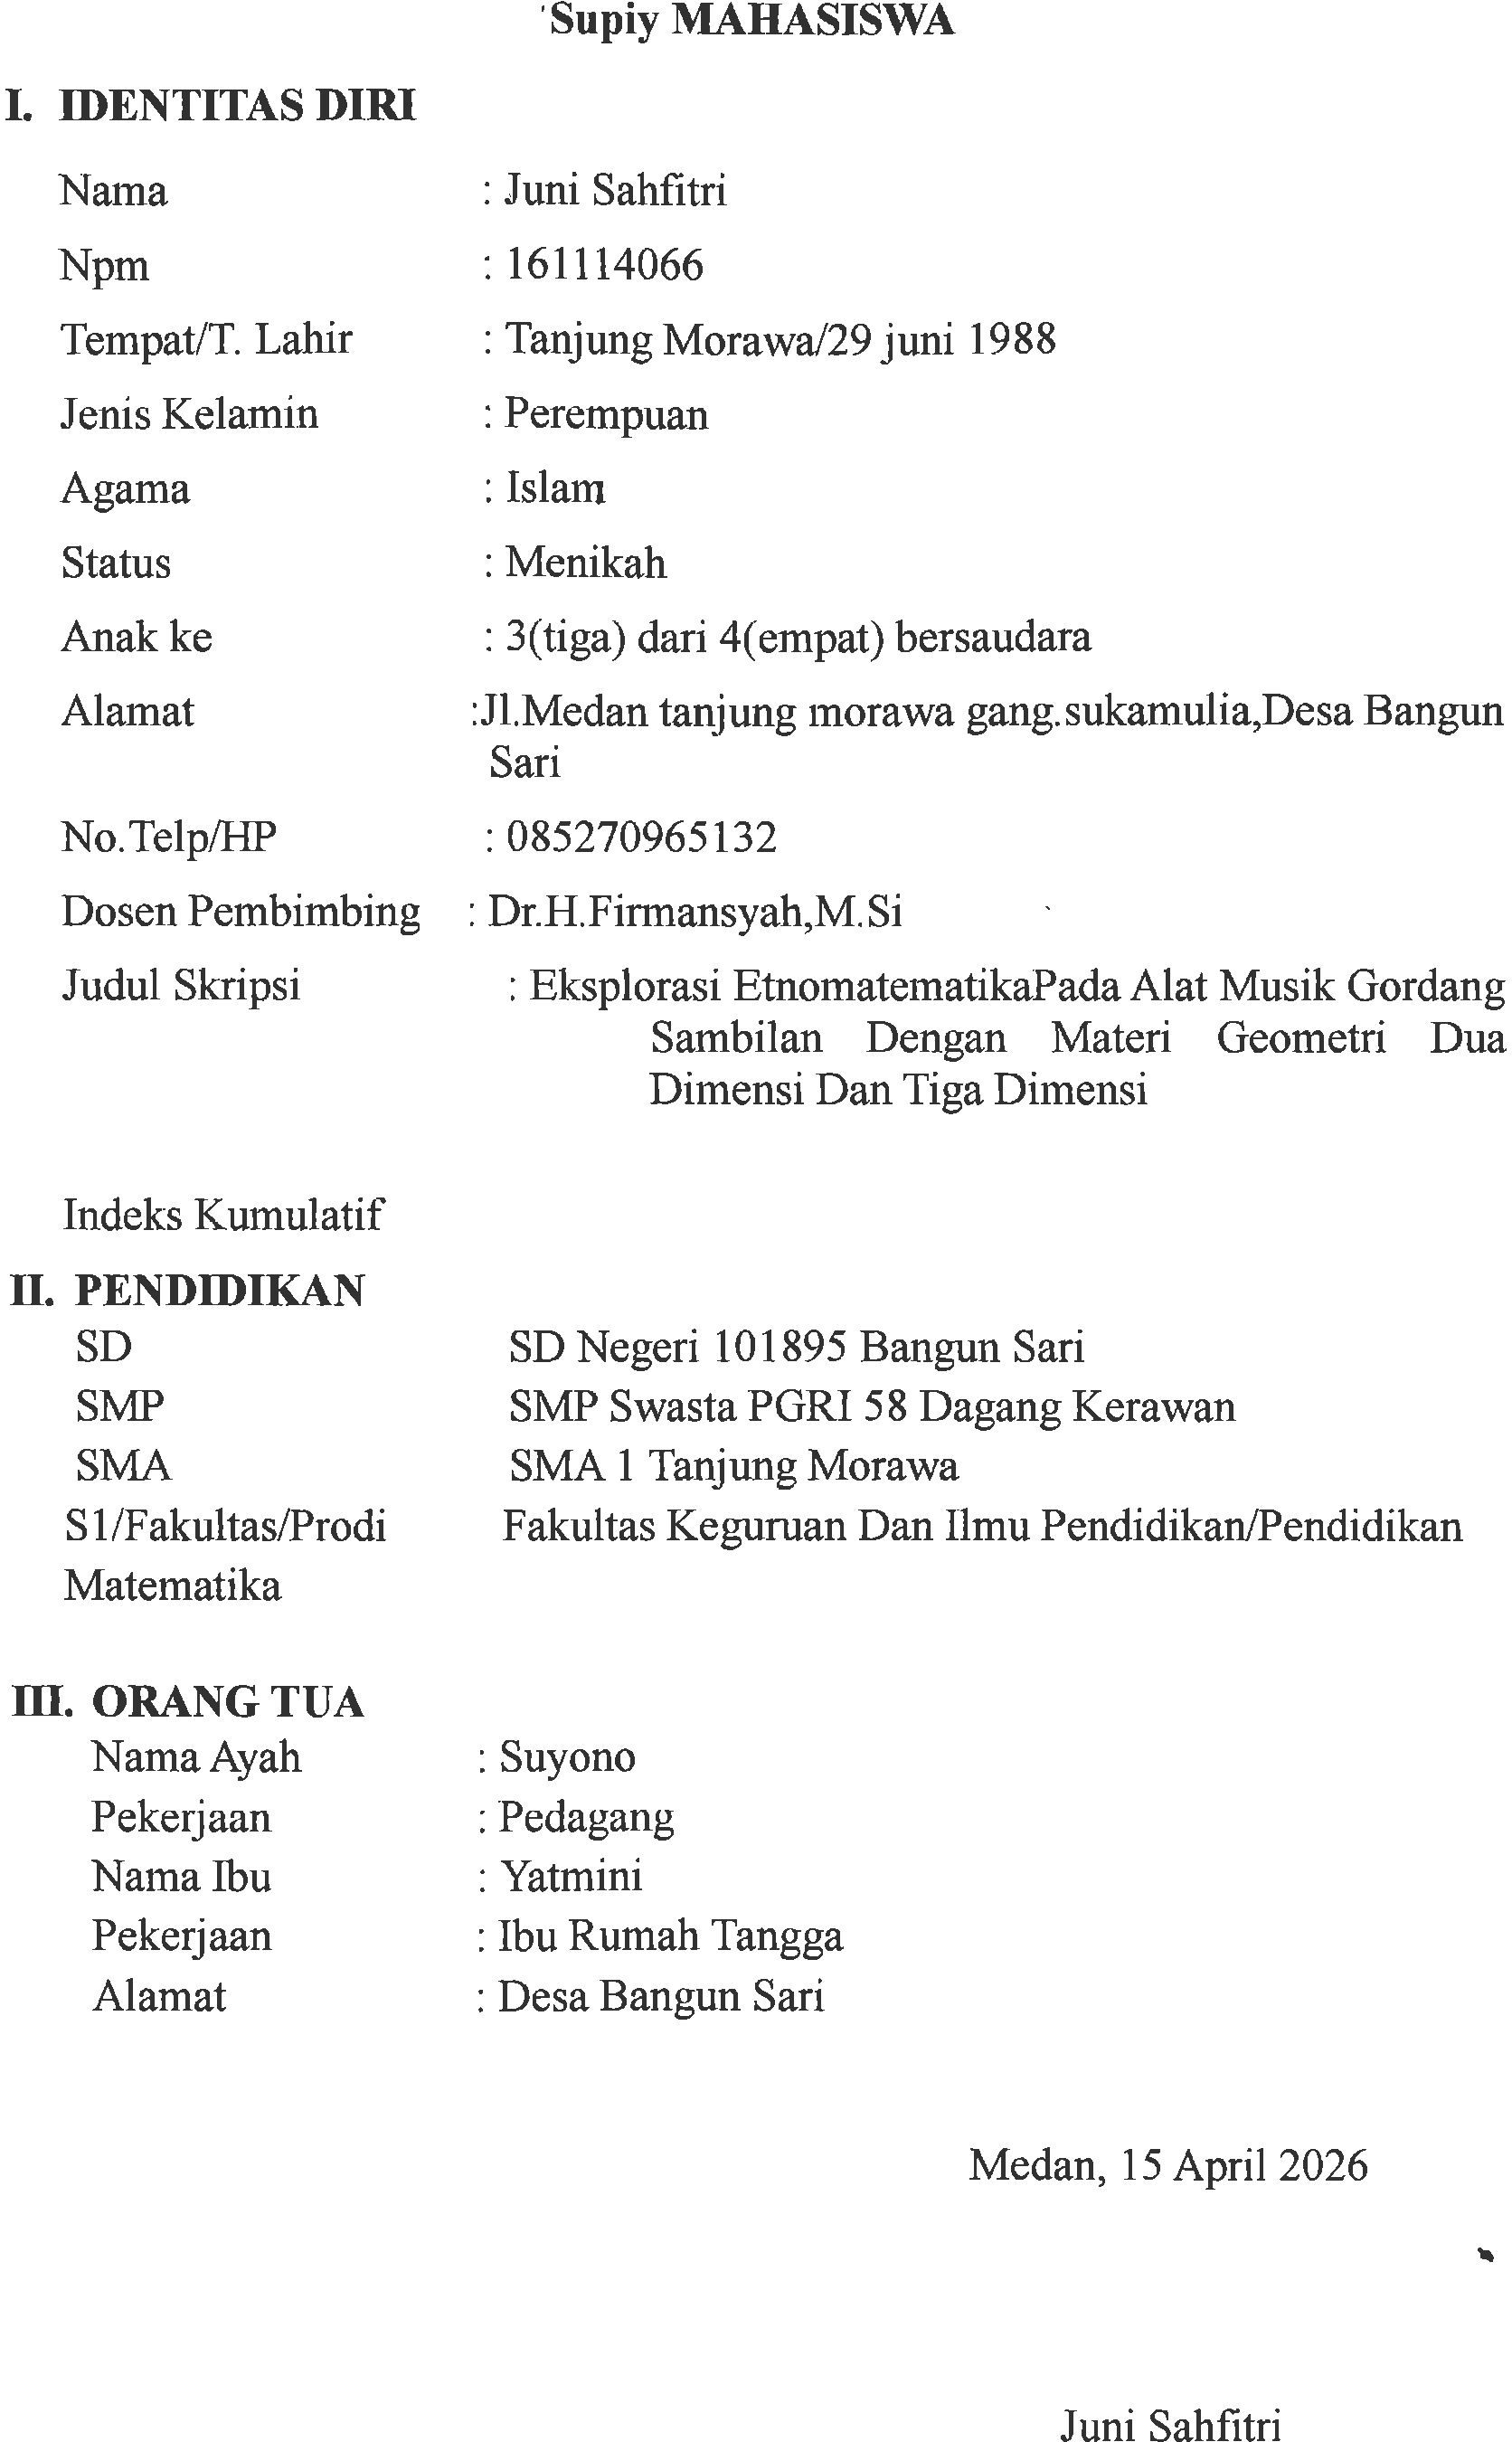 'Supiy MAHASISWA
I. IDENTITAS DIRI
Nama : Juni Sahfitri
Npm : 161114066
Tempat/T. Lahir : Tanjung Morawa/29 juni 1988
Jenis Kelamin : Perempuan
Agama : Islam
Status : Menikah
Anak ke : 3(tiga) dari 4(empat) bersaudara
Alamat :Jl.Medan tanjung morawa gang.sukamulia,Desa Bangun
Sari
No.Telp/HP : 085270965132
Dosen Pembimbing : Dr.H.Firmansyah,M.Si
Judul Skripsi : Eksplorasi EtnomatematikaPada Alat Musik Gordang
Sambilan Dengan Materi Geometri Dua
Dimensi Dan Tiga Dimensi
Indeks Kumulatif
II. PENDIDIKAN
SD SD Negeri 101895 Bangun Sari
SMP SMP Swasta PGRI 58 Dagang Kerawan
SMA SMA 1 Tanjung Morawa
S1/Fakultas/Prodi Fakultas Keguruan Dan Ilmu Pendidikan/Pendidikan
Matematika
III. ORANG TUA
Nama Ayah : Suyono
Pekerjaan : Pedagang
Nama Ibu : Yatmini
Pekerjaan : Ibu Rumah Tangga
Alamat : Desa Bangun Sari
Medan, 15 April 2026
Juni Sahfitri